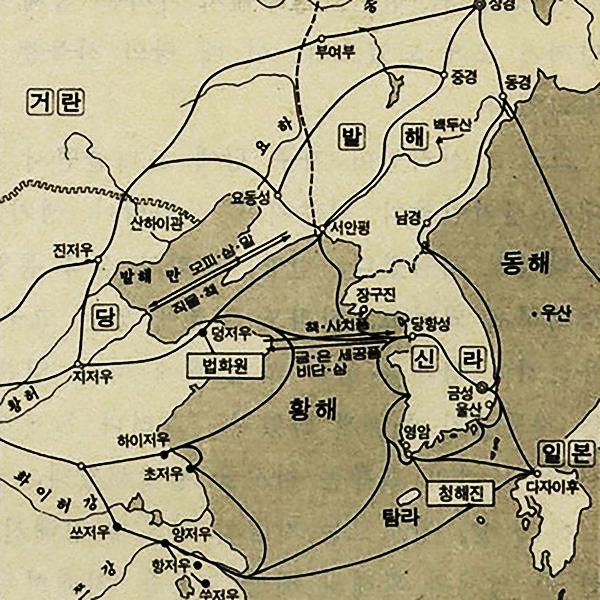 상경
부여부
중경
동경
거란
발해
백두산
요하
요동성
산하이관
서안평
남경
진저우
발해만
모피·삼·말
직물·책
동해
당
장구진
우산
덩저우
책·사치품
당항성
법화원
금·은 세공품
비단·삼
신라
지저우
황허
금성
울산
황해
하이저우
영암
초저우
일본
다자이후
청해진
화이허강
탐라
쓰저우
양저우
항저우
강
쑤저우